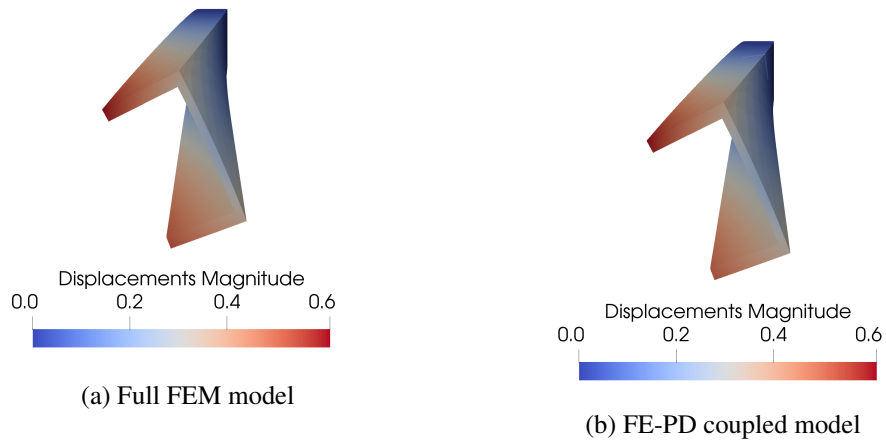 Displacements Magnitude
0.0 0.2 0.4 0.6
(a) Full FEM model
Displacements Magnitude
0.0 0.2 0.4 0.6
(b) FE-PD coupled model